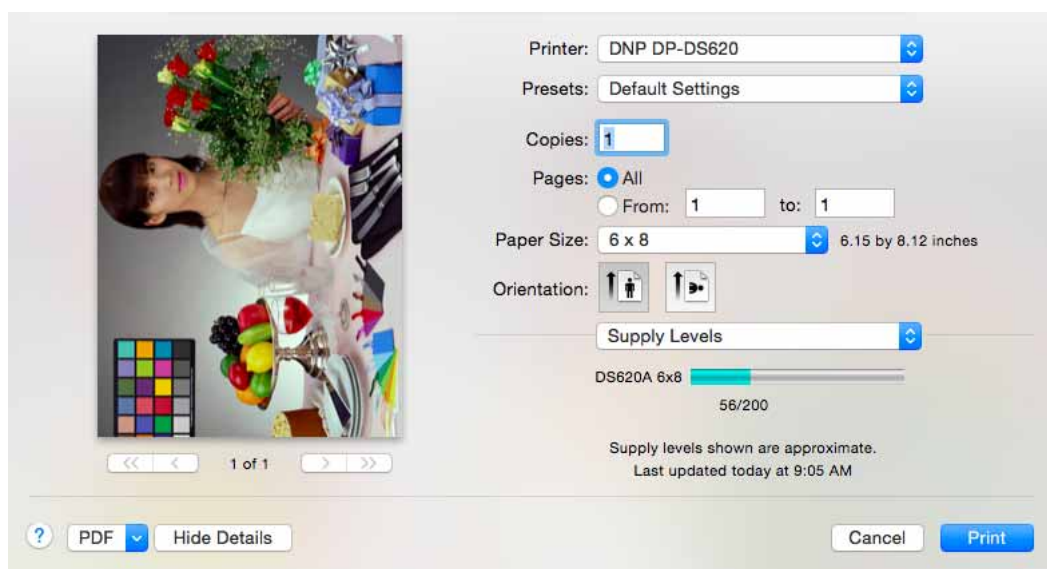 Printer: DNP DP-DS620
Presets: Default Settings
Copies: 1
Pages: All
From: 1 to: 1
Paper Size: 6 x 8 6.15 by 8.12 inches
Orientation:
Supply Levels
DS620A 6x8
56/200
Supply levels shown are approximate.
Last updated today at 9:05 AM
<< < 1 of 1 > >>
? PDF Hide Details Cancel Print